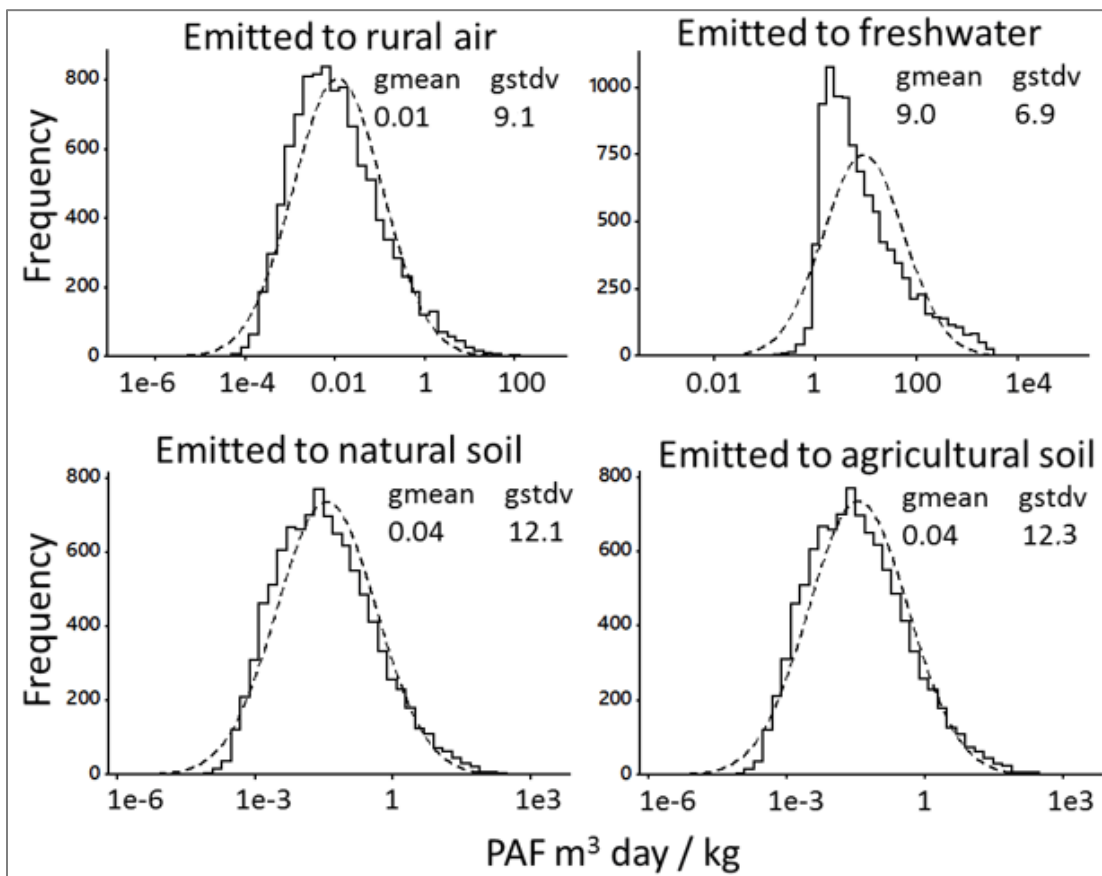 Emitted to rural air
gmean gstdv
0.01 9.1
Frequency
800
600
400
200
0
1e-6 1e-4 0.01 1 100
Emitted to freshwater
gmean gstdv
9.0 6.9
1000
750
500
250
0
0.01 1 100 1e4
Emitted to natural soil
gmean gstdv
0.04 12.1
Frequency
800
600
400
200
0
1e-6 1e-3 1 1e3
Emitted to agricultural soil
gmean gstdv
0.04 12.3
800
600
400
200
0
1e-6 1e-3 1 1e3
PAF m³ day / kg